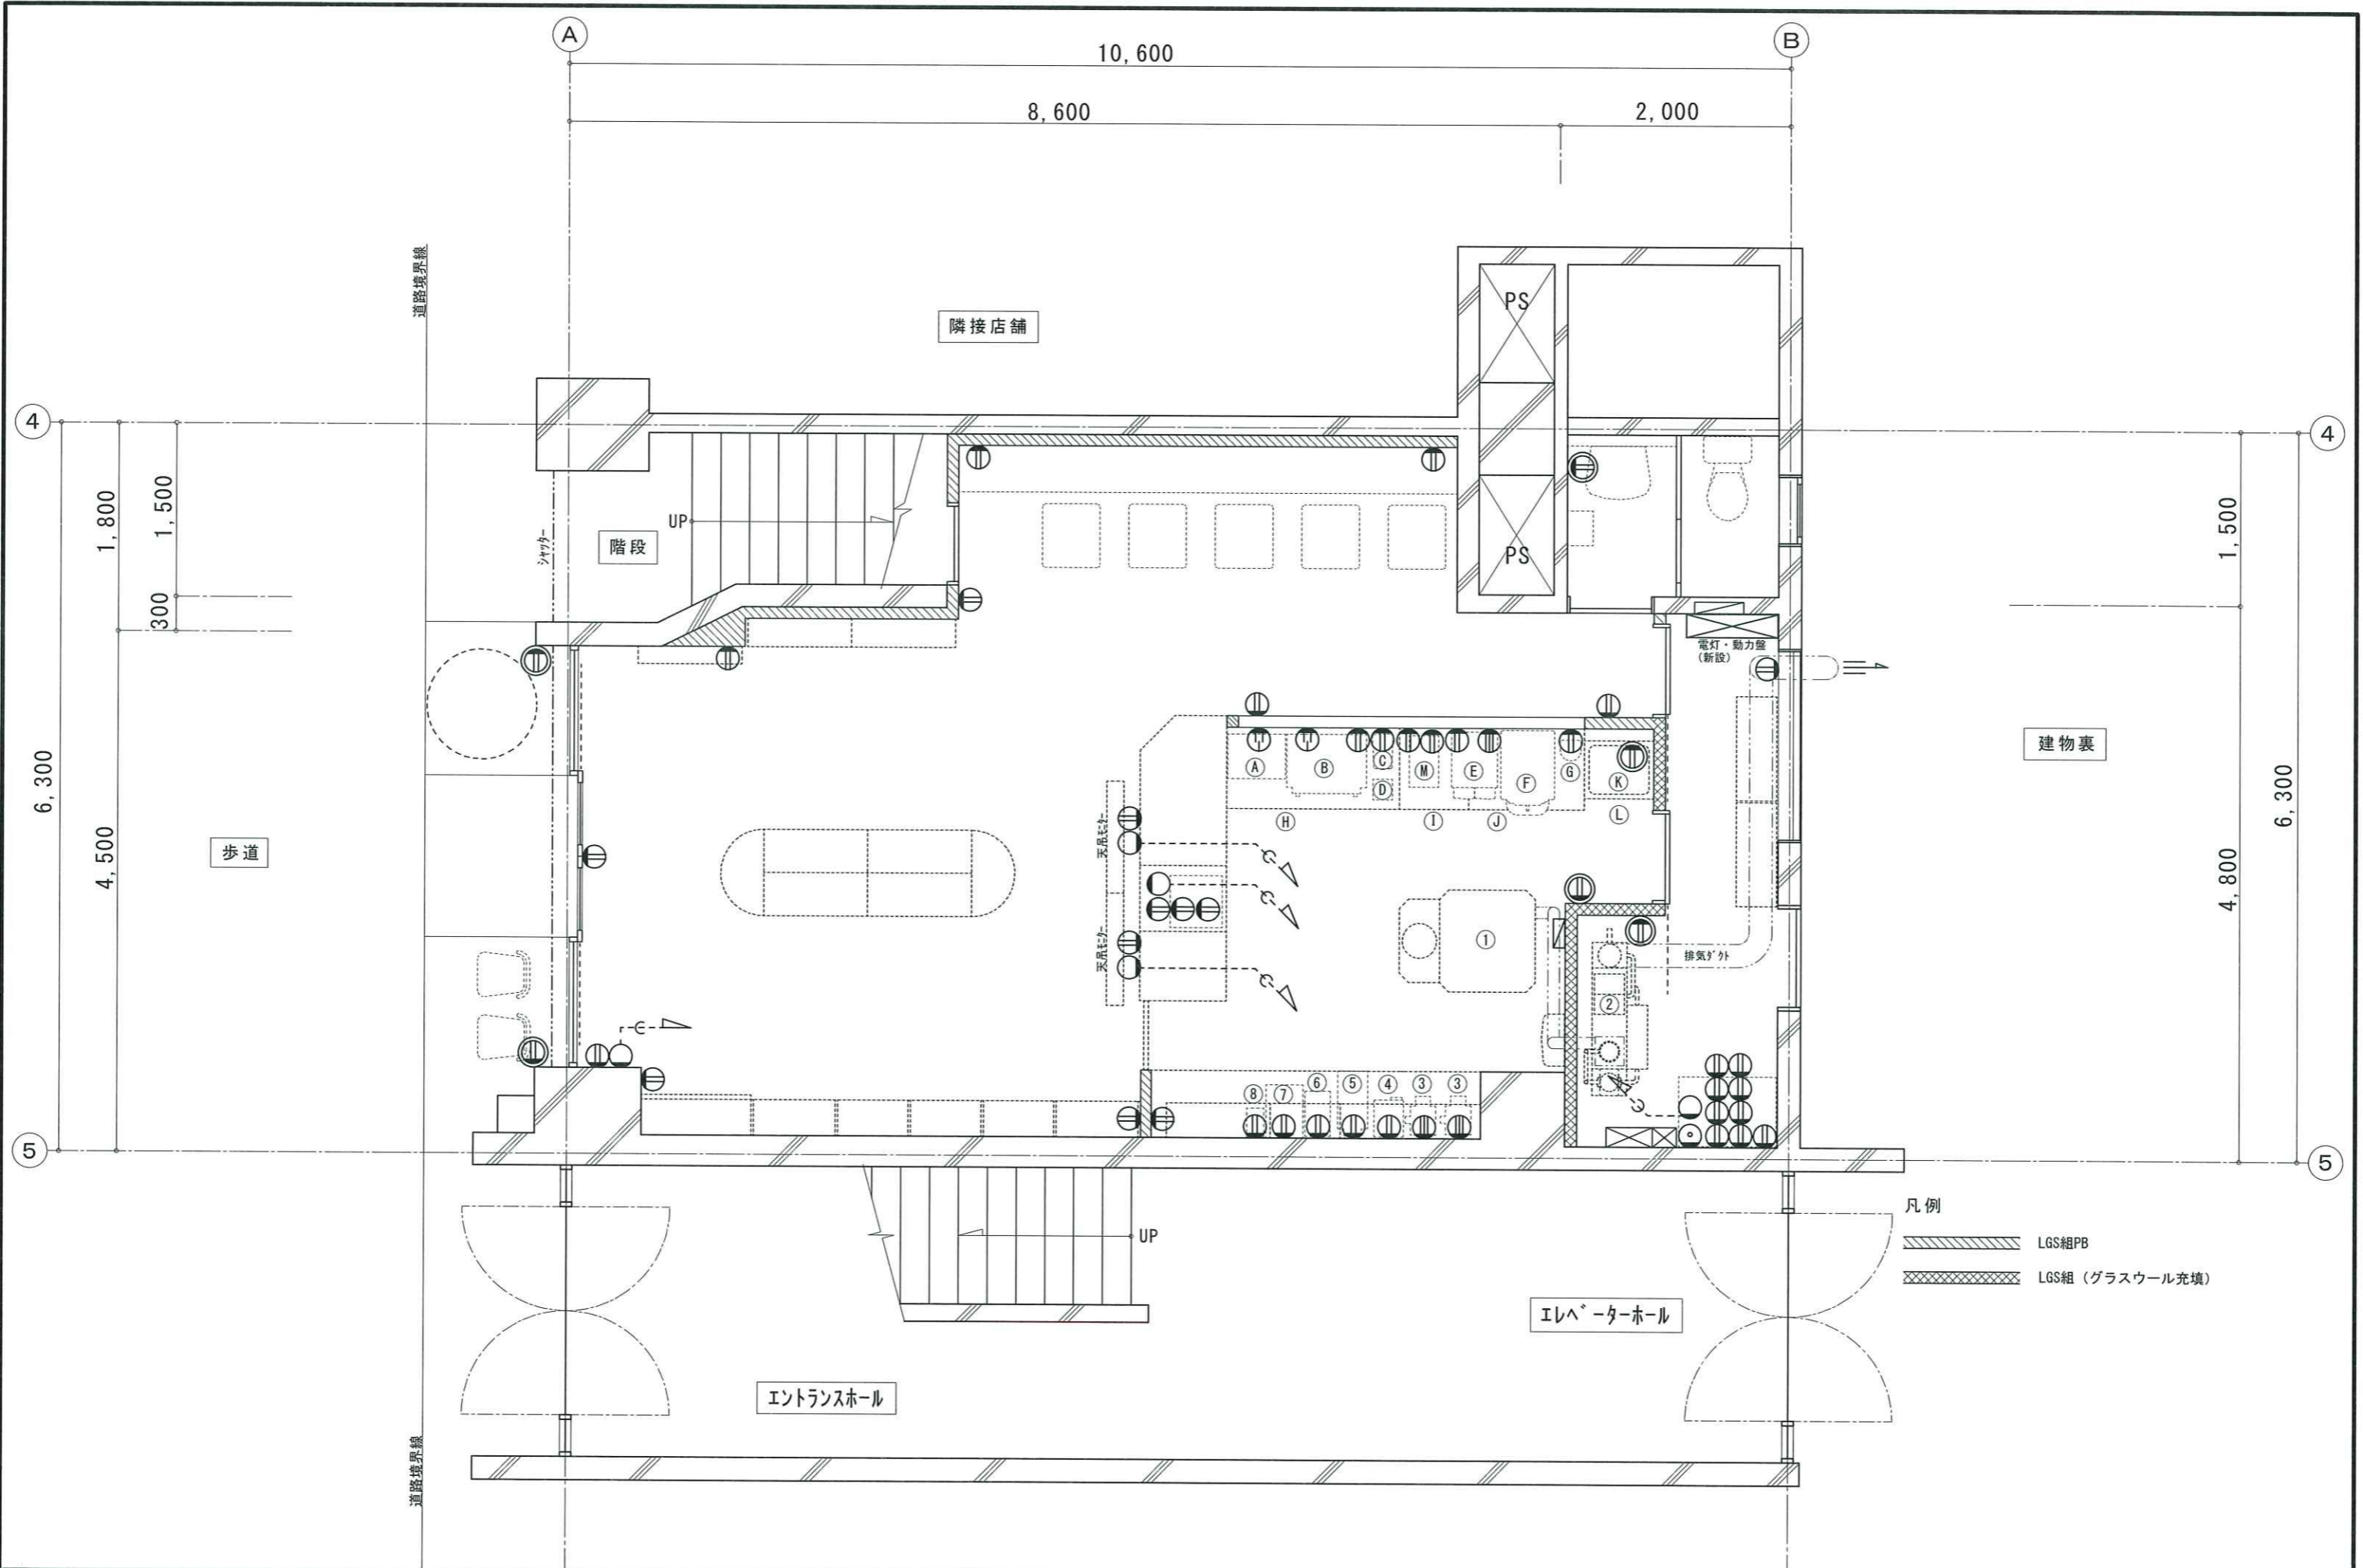 A
B
10,600
8,600
2,000
道路境界線
隣接店舗
PS
4
4
1,800
1,500
300
シャッター
階段
UP
PS
1,500
電灯・動力盤
(新設)
建物裏
6,300
4,500
歩道
天吊モニター
天吊モニター
A
B
C
D
M
E
F
G
K
H
I
J
L
1
2
排気ダクト
6,300
4,800
8
7
6
5
4
3
3
5
5
UP
凡例
LGS組PB
LGS組(グラスウール充填)
エレベーターホール
エントランスホール
道路境界線